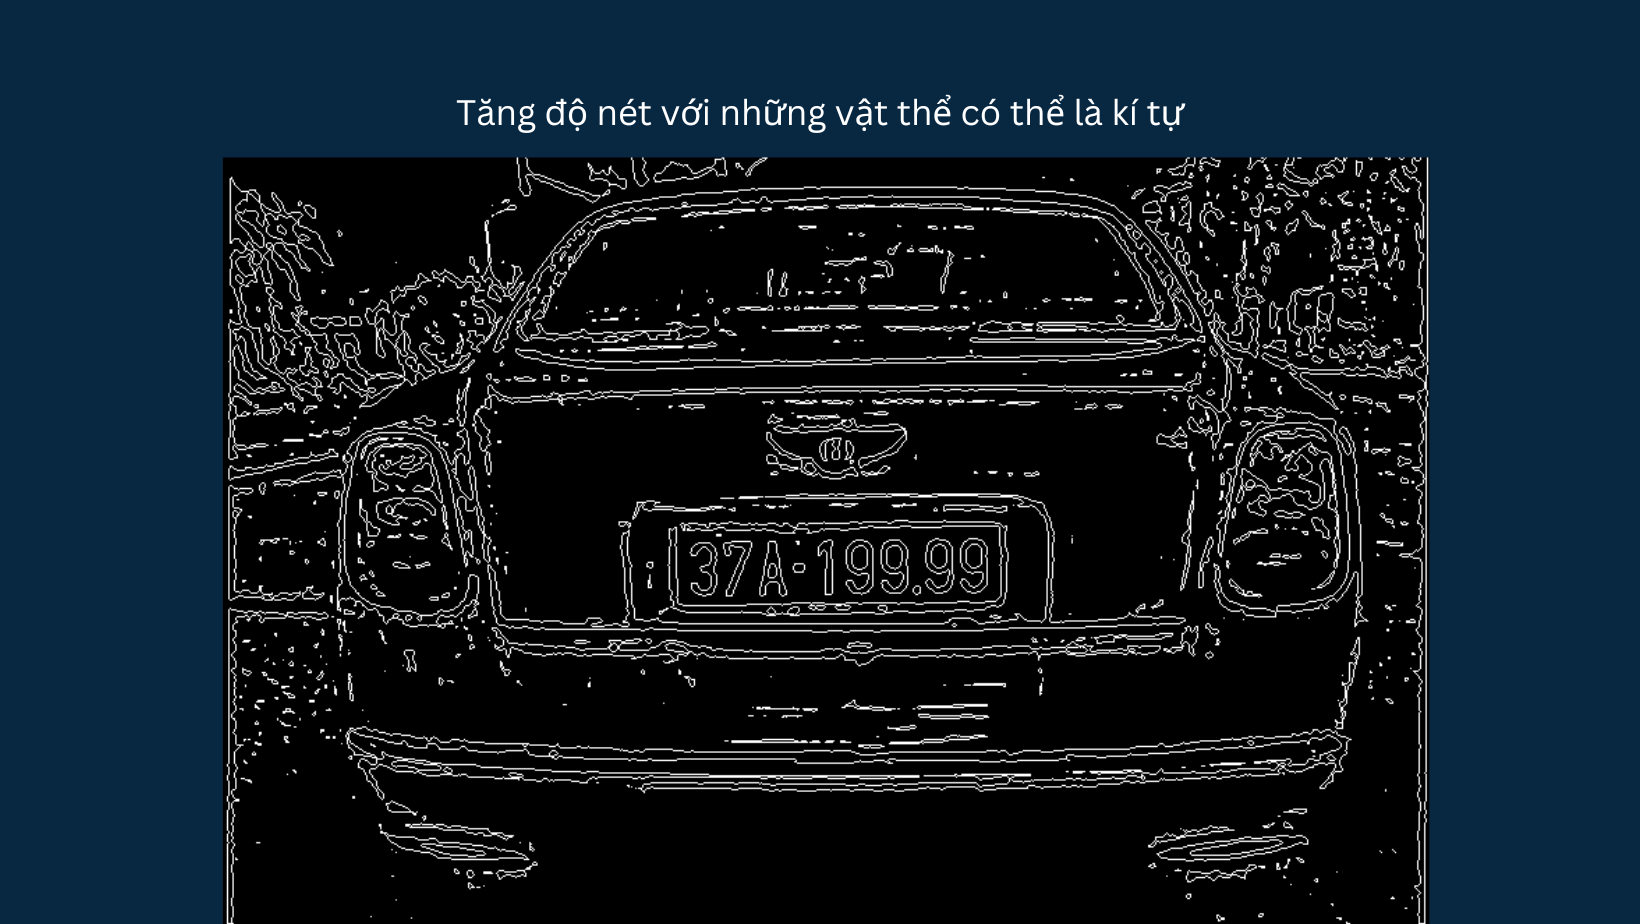 Tăng độ nét với những vật thể có thể là kí tự
37A-199.99